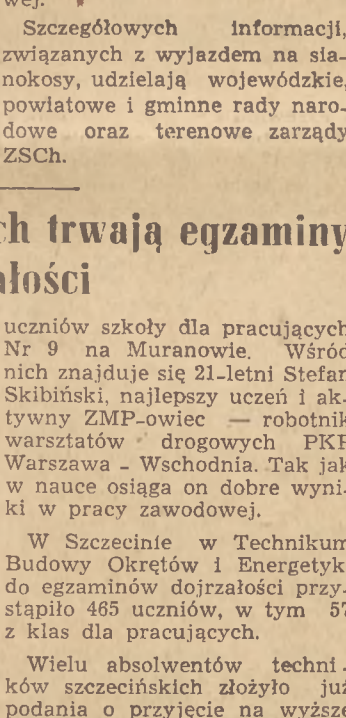 wej.
Szczegółowych informacji,
związanych z wyjazdem na sia-
nokosy, udzielają wojewódzkie,
powiatowe i gminne rady naro-
dowe oraz terenowe zarządy
ZSCh.
ch trwają egzaminy
ałości
uczniów szkoły dla pracujących
Nr 9 na Muranowie. Wśród
nich znajduje się 21-letni Stefan
Skibiński, najlepszy uczeń i ak-
tywny ZMP-owiec — robotnik
warsztatów drogowych PKP
Warszawa - Wschodnia. Tak jak
w nauce osiąga on dobre wyni-
ki w pracy zawodowej.
W Szczecinie w Technikum
Budowy Okrętów i Energetyki
do egzaminów dojrzałości przy-
stąpiło 465 uczniów, w tym 57
z klas dla pracujących.
Wielu absolwentów techni-
ków szczecińskich złożyło już
podania o przyjęcie na wyższe